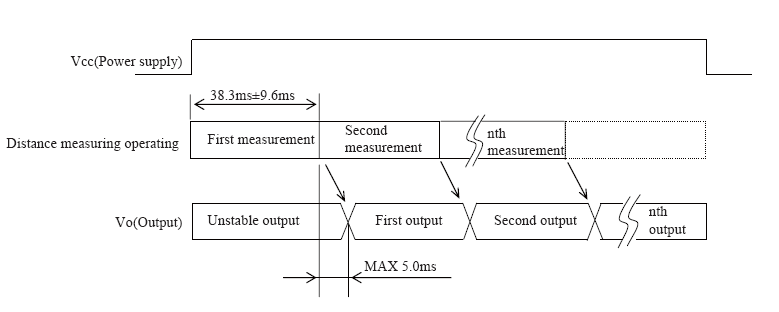 Vcc(Power supply)
38.3ms±9.6ms
Distance measuring operating
First measurement
Second
measurement
nth
measurement
Vo(Output)
Unstable output
First output
Second output
nth
output
MAX 5.0ms